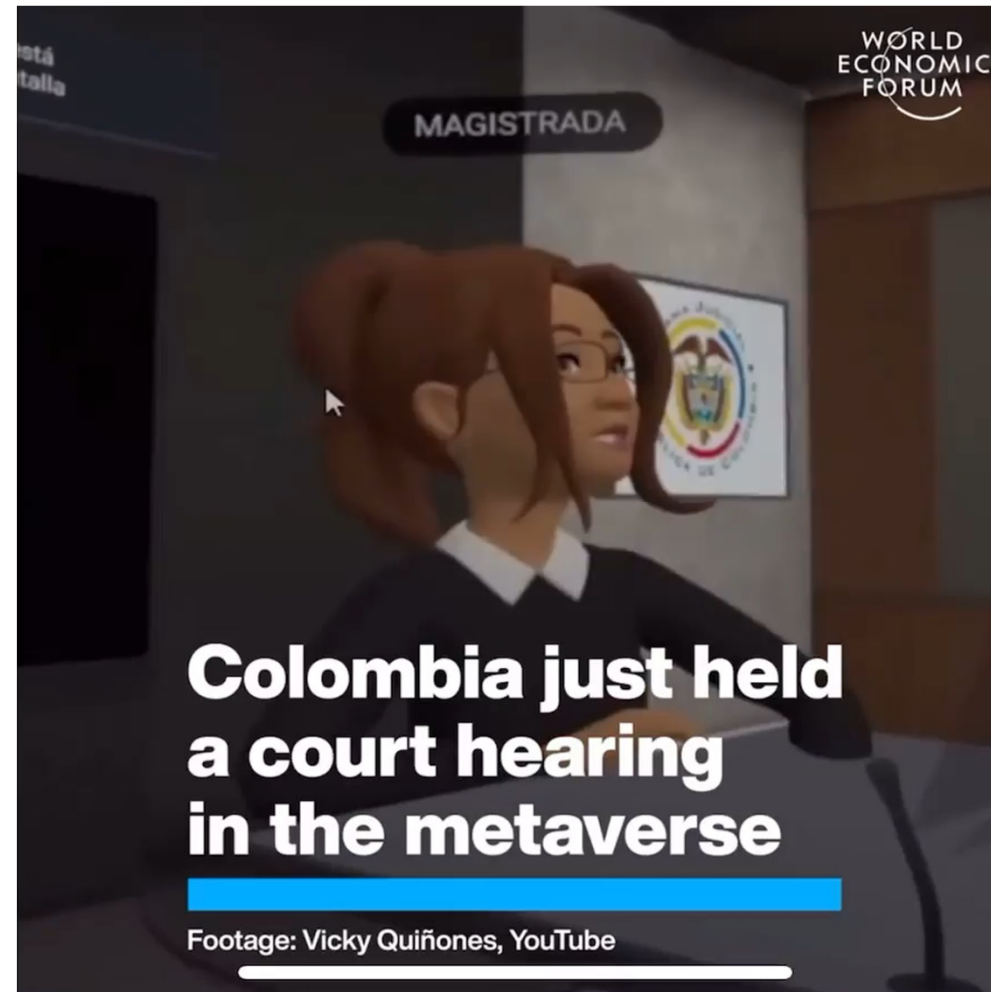 WORLD
ECONOMIC
FORUM
MAGISTRADA
Colombia just held
a court hearing
in the metaverse
Footage: Vicky Quiñones, YouTube